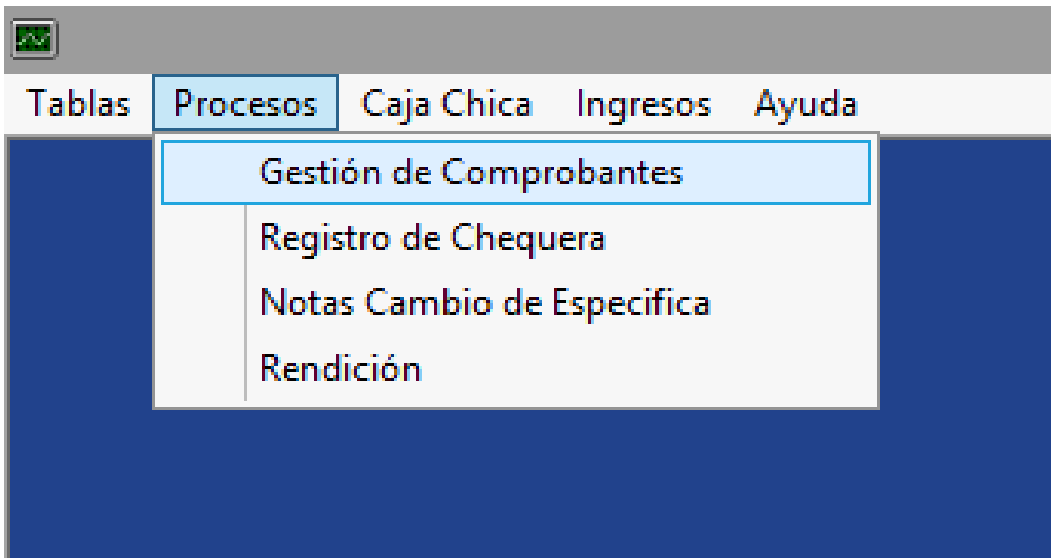 Tablas Procesos Caja Chica Ingresos Ayuda
Gestión de Comprobantes
Registro de Chequera
Notas Cambio de Especifica
Rendición